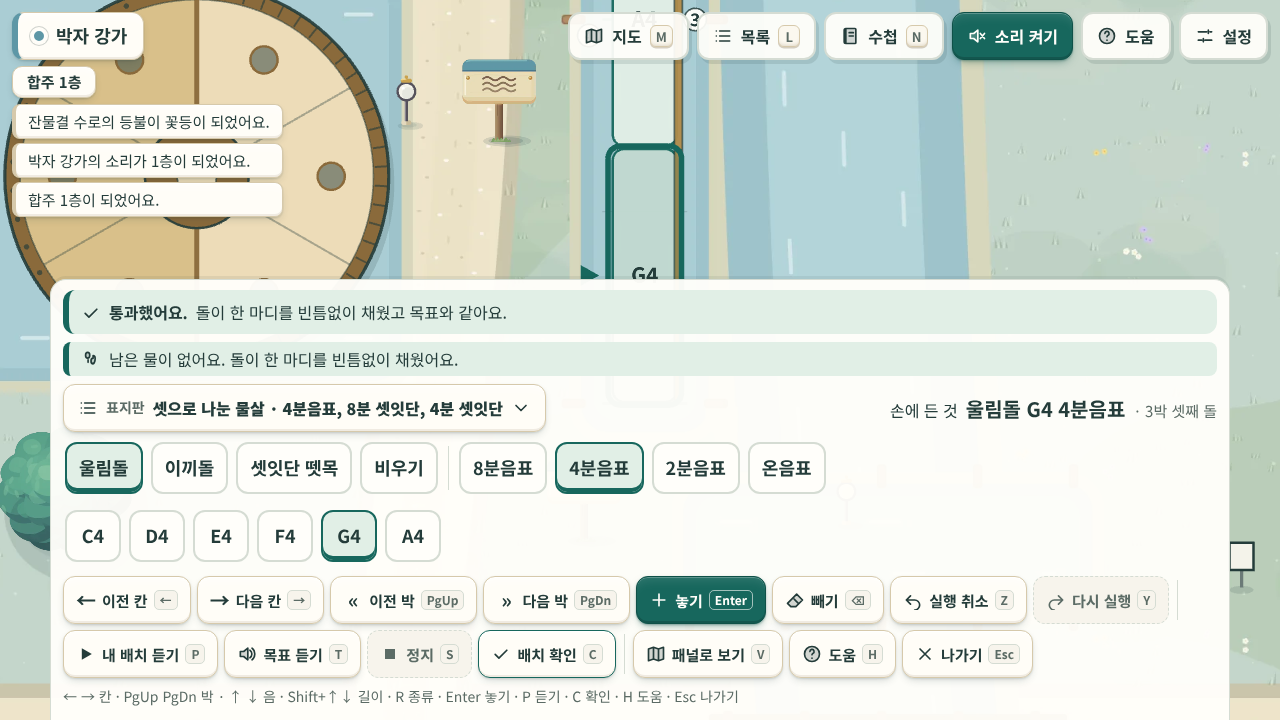 박자 강가
지도 M
목록 L
수첩 N
소리 켜기
도움
설정
합주 1층
잔물결 수로의 등불이 꽃등이 되었어요.
박자 강가의 소리가 1층이 되었어요.
합주 1층이 되었어요.
A4 3
G4
통과했어요. 돌이 한 마디를 빈틈없이 채웠고 목표와 같아요.
남은 물이 없어요. 돌이 한 마디를 빈틈없이 채웠어요.
표지판 셋으로 나눈 물살 · 4분음표, 8분 셋잇단, 4분 셋잇단
손에 든 것 울림돌 G4 4분음표 · 3박 셋째 돌
울림돌 이끼돌 셋잇단 뗏목 비우기 8분음표 4분음표 2분음표 온음표
C4 D4 E4 F4 G4 A4
← 이전 칸 ← → 다음 칸 → « 이전 박 PgUp » 다음 박 PgDn + 놓기 Enter 빼기 ⌫ 실행 취소 Z 다시 실행 Y
내 배치 듣기 P 목표 듣기 T 정지 S 배치 확인 C 패널로 보기 V 도움 H 나가기 Esc
← → 칸 · PgUp PgDn 박 · ↑ ↓ 음 · Shift+↑ ↓ 길이 · R 종류 · Enter 놓기 · P 듣기 · C 확인 · H 도움 · Esc 나가기